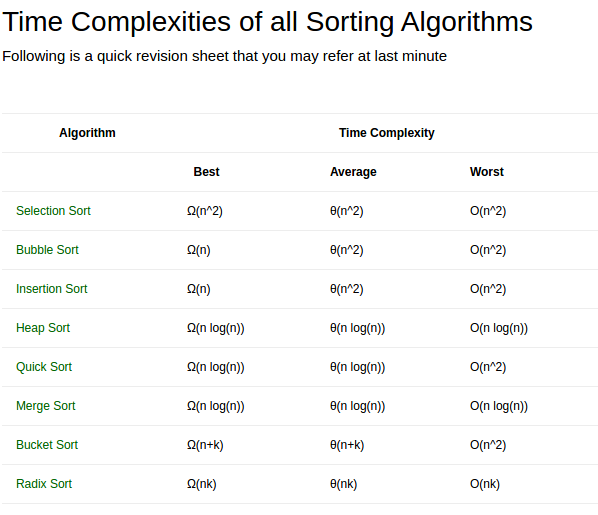 Time Complexities of all Sorting Algorithms
Following is a quick revision sheet that you may refer at last minute
Algorithm Time Complexity
Best Average Worst
Selection Sort Ω(n^2) θ(n^2) O(n^2)
Bubble Sort Ω(n) θ(n^2) O(n^2)
Insertion Sort Ω(n) θ(n^2) O(n^2)
Heap Sort Ω(n log(n)) θ(n log(n)) O(n log(n))
Quick Sort Ω(n log(n)) θ(n log(n)) O(n^2)
Merge Sort Ω(n log(n)) θ(n log(n)) O(n log(n))
Bucket Sort Ω(n+k) θ(n+k) O(n^2)
Radix Sort Ω(nk) θ(nk) O(nk)